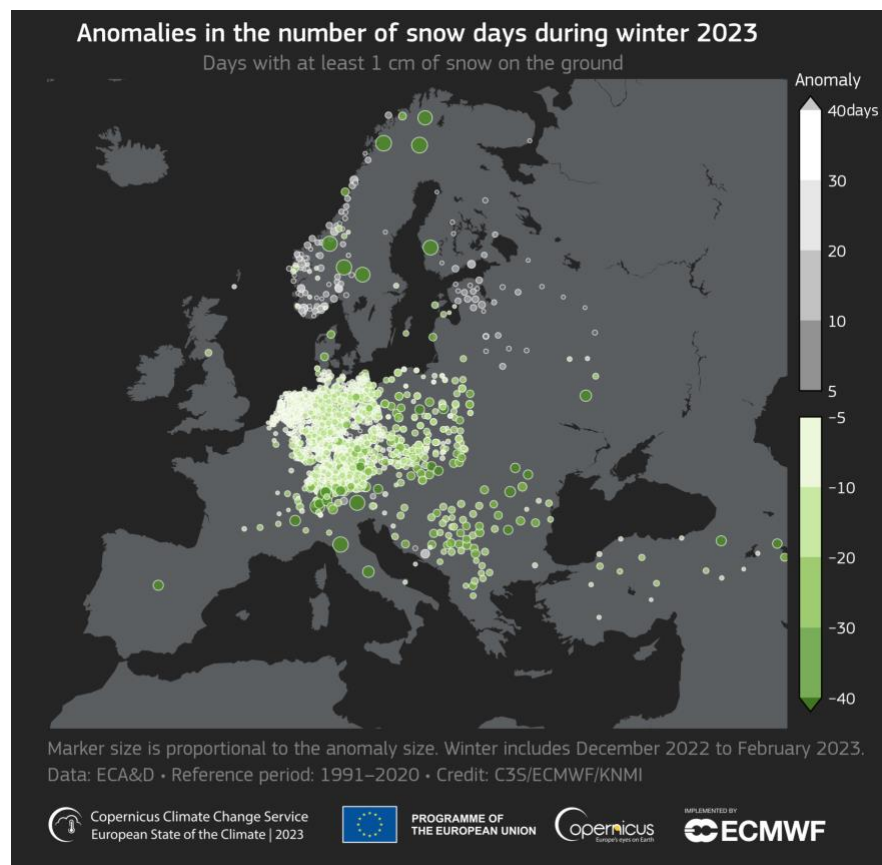 Anomalies in the number of snow days during winter 2023
Days with at least 1 cm of snow on the ground
Anomaly
40days
30
20
10
5
−5
−10
−20
−30
−40
Marker size is proportional to the anomaly size. Winter includes December 2022 to February 2023.
Data: ECA&D • Reference period: 1991–2020 • Credit: C3S/ECMWF/KNMI
Copernicus Climate Change Service
European State of the Climate | 2023
PROGRAMME OF
THE EUROPEAN UNION
Copernicus
Europe's eyes on Earth
IMPLEMENTED BY
ECMWF